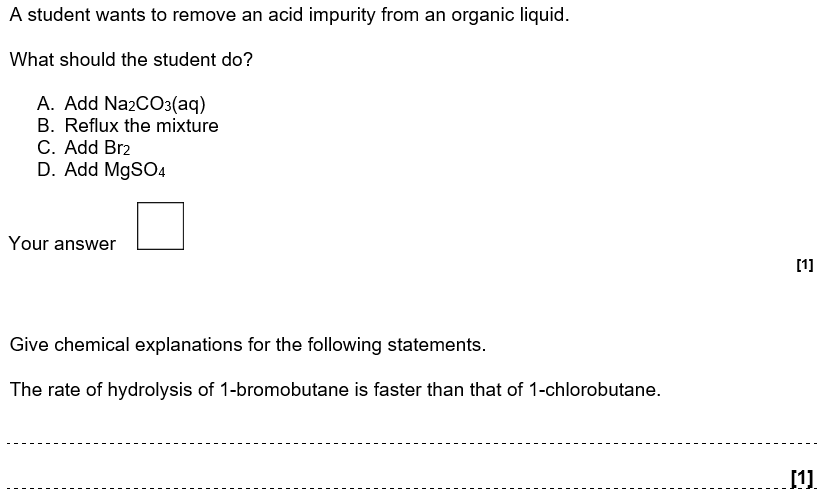 A student wants to remove an acid impurity from an organic liquid.
What should the student do?
A. Add Na2CO3(aq)
B. Reflux the mixture
C. Add Br2
D. Add MgSO4
Your answer
[1]
Give chemical explanations for the following statements.
The rate of hydrolysis of 1-bromobutane is faster than that of 1-chlorobutane.
[1]